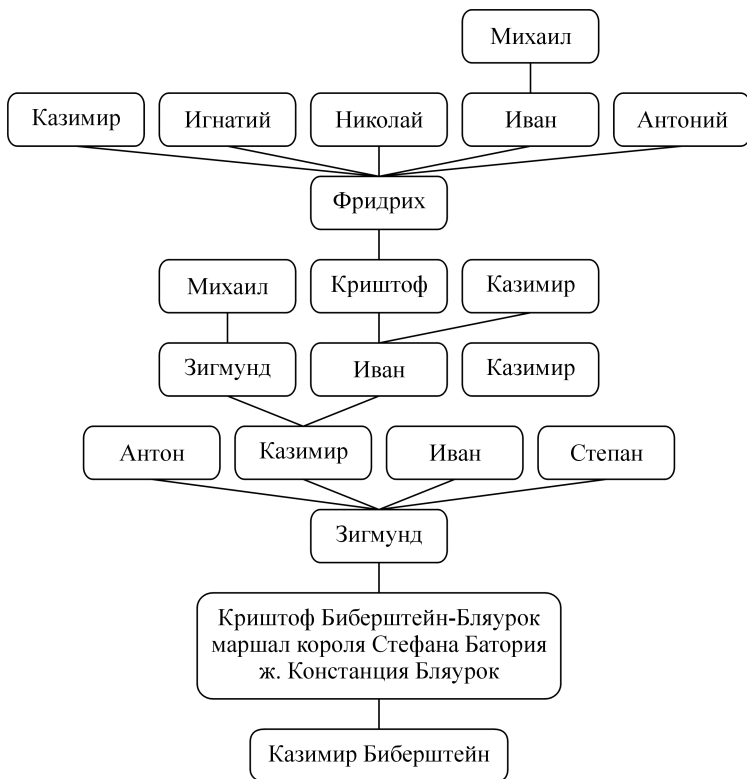 Михаил
Казимир
Игнатий
Николай
Иван
Антоний
Фридрих
Михаил
Криштоф
Казимир
Зигмунд
Иван
Казимир
Антон
Казимир
Иван
Степан
Зигмунд
Криштоф Биберштейн-Бляурок
маршал короля Стефана Батория
ж. Констанция Бляурок
Казимир Биберштейн